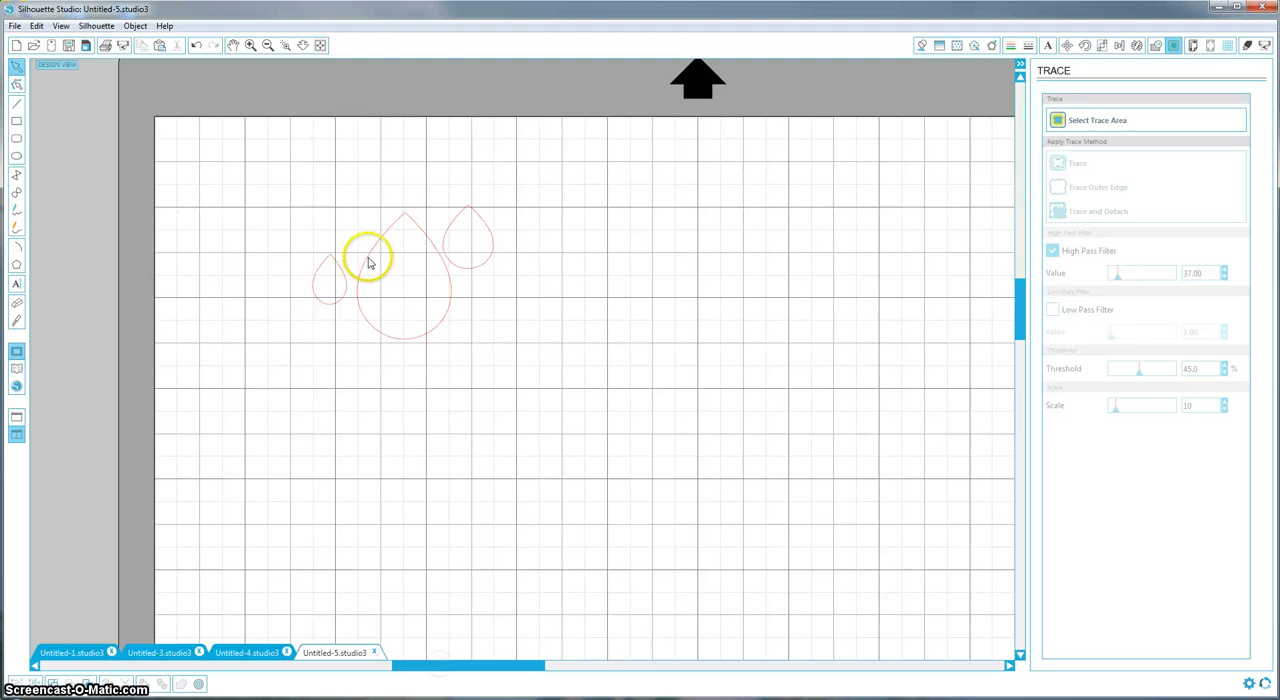 Silhouette Studio: Untitled-5.studio3
File Edit View Silhouette Object Help
DESIGN VIEW
TRACE
Trace
Select Trace Area
Apply Trace Method
Trace
Trace Outer Edge
Trace and Detach
High Pass Filter
High Pass Filter
Value 37.00
Low Pass Filter
Low Pass Filter
Value 1.00
Threshold
Threshold 45.0 %
Scale
Scale 10
Untitled-1.studio3 Untitled-3.studio3 Untitled-4.studio3 Untitled-5.studio3
Screencast-O-Matic.com